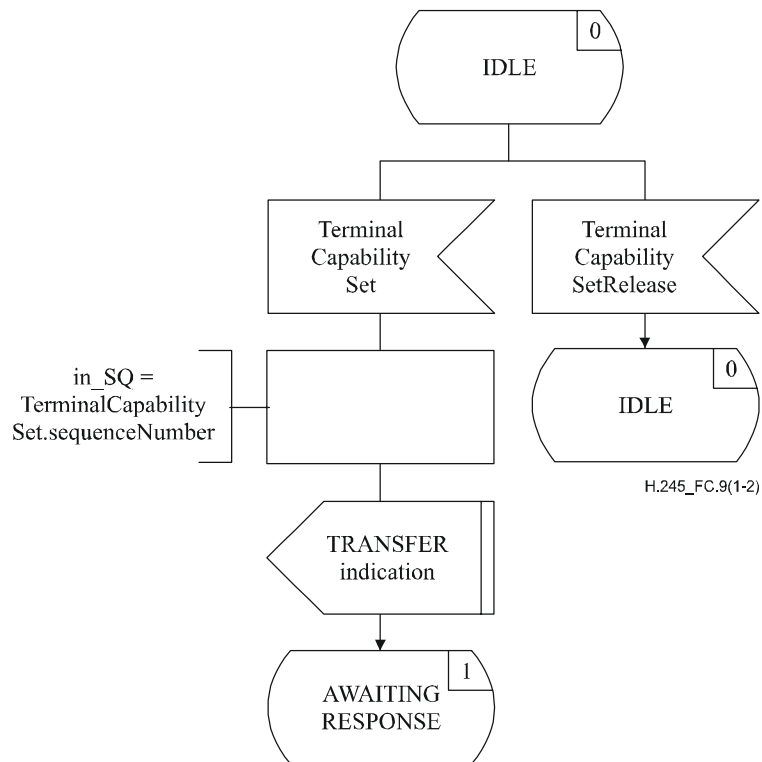 0
IDLE
Terminal
Capability
Set
Terminal
Capability
SetRelease
in_SQ =
TerminalCapability
Set.sequenceNumber
0
IDLE
H.245_FC.9(1-2)
TRANSFER
indication
1
AWAITING
RESPONSE